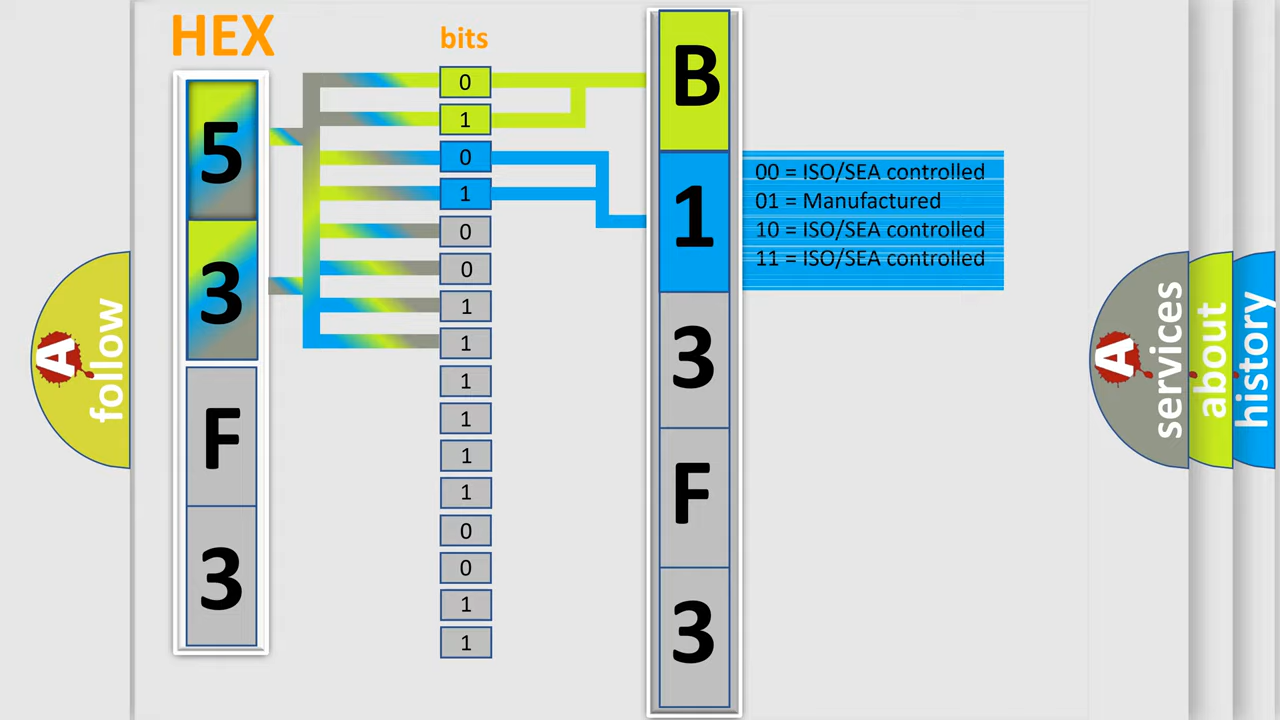 HEX
bits
5
3
F
3
0
1
0
1
0
0
1
1
1
1
1
1
0
0
1
1
B
1
3
F
3
00 = ISO/SEA controlled
01 = Manufactured
10 = ISO/SEA controlled
11 = ISO/SEA controlled
A
follow
A
services
about
history